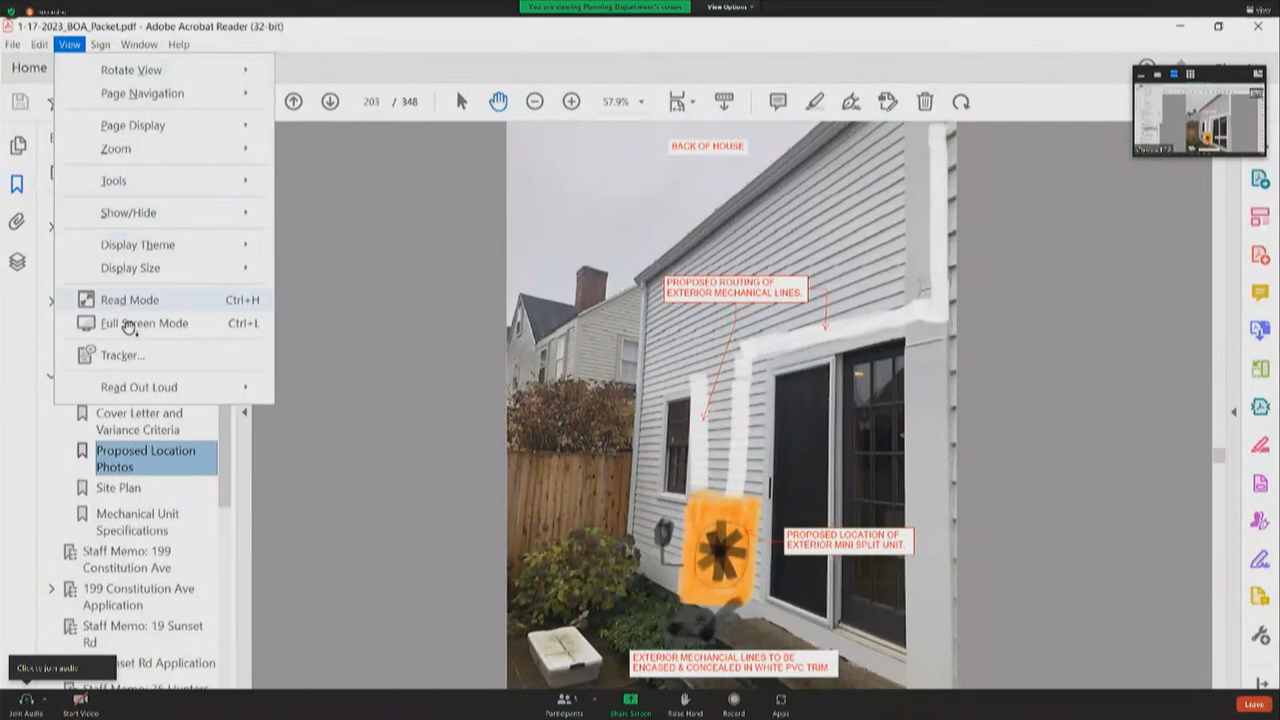 You are viewing Planning Department's screen
View Options
View
1-17-2023_BOA_Packet.pdf - Adobe Acrobat Reader (32-bit)
File Edit View Sign Window Help
Home
Rotate View
Page Navigation
Page Display
Zoom
Tools
Show/Hide
Display Theme
Display Size
Read Mode Ctrl+H
Full Screen Mode Ctrl+L
Tracker...
Read Out Loud
203 / 348
57.9%
Cover Letter and
Variance Criteria
Proposed Location
Photos
Site Plan
Mechanical Unit
Specifications
Staff Memo: 199
Constitution Ave
199 Constitution Ave
Application
Staff Memo: 19 Sunset
Rd
set Rd Application
BACK OF HOUSE
PROPOSED ROUTING OF
EXTERIOR MECHANICAL LINES.
PROPOSED LOCATION OF
EXTERIOR MINI SPLIT UNIT.
EXTERIOR MECHANCIAL LINES TO BE
ENCASED & CONCEALED IN WHITE PVC TRIM
Click to join audio
Join Audio
Start Video
Participants
Share Screen
Raise Hand
Record
Apps
Leave